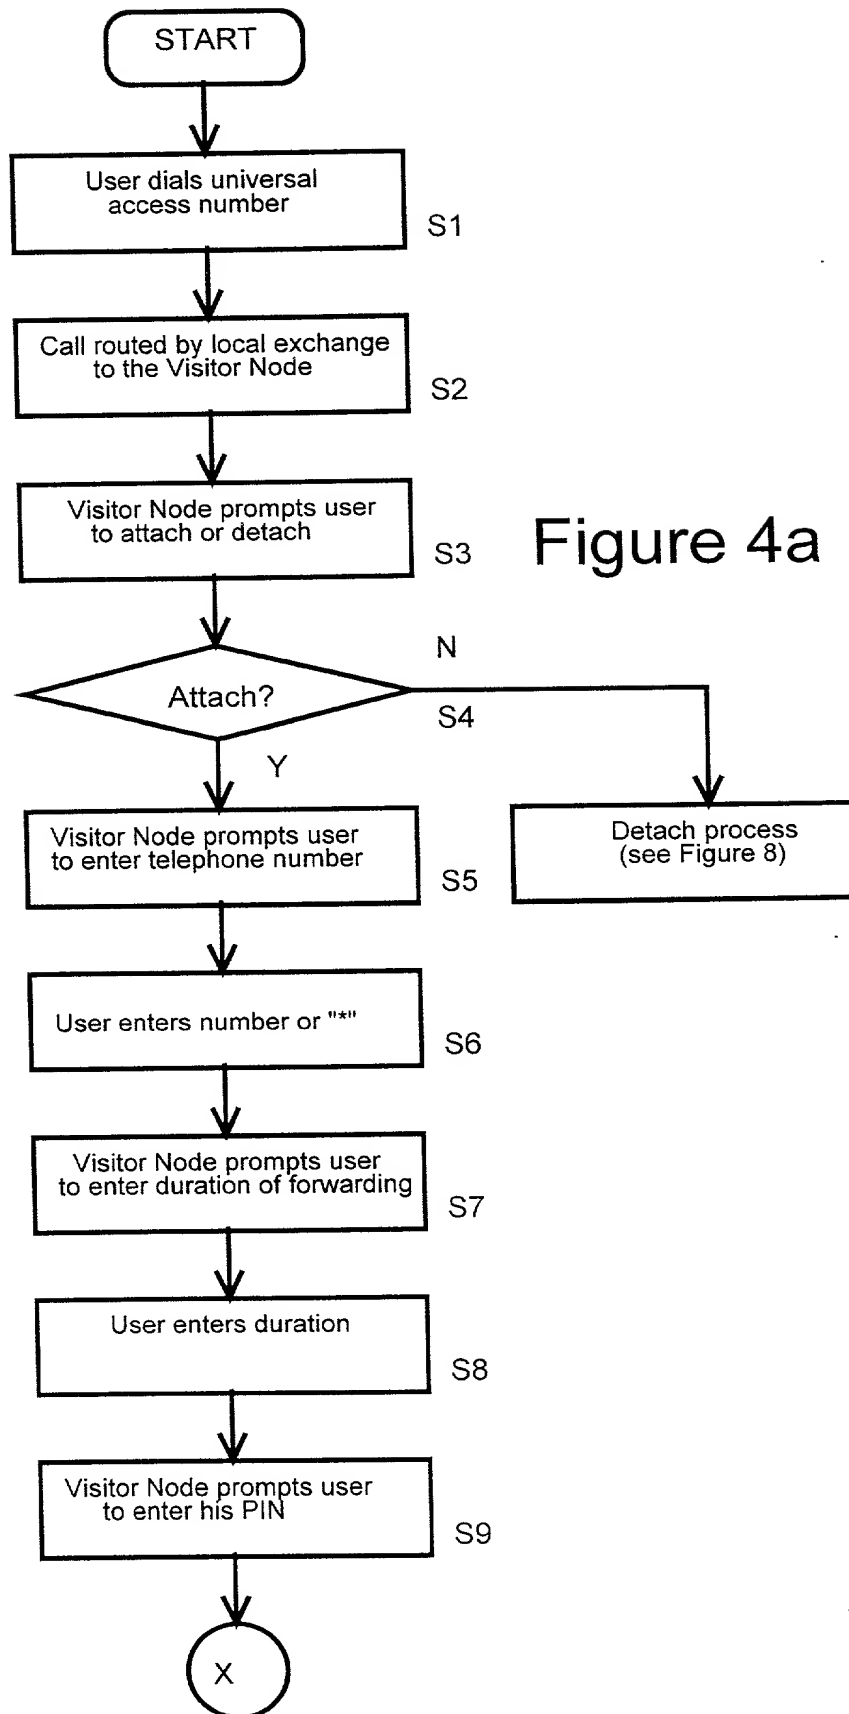 START
User dials universal
access number
S1
Call routed by local exchange
to the Visitor Node
S2
Visitor Node prompts user
to attach or detach
S3
Figure 4a
N
Attach?
S4
Y
Visitor Node prompts user
to enter telephone number
S5
Detach process
(see Figure 8)
User enters number or "*"
S6
Visitor Node prompts user
to enter duration of forwarding
S7
User enters duration
S8
Visitor Node prompts user
to enter his PIN
S9
X